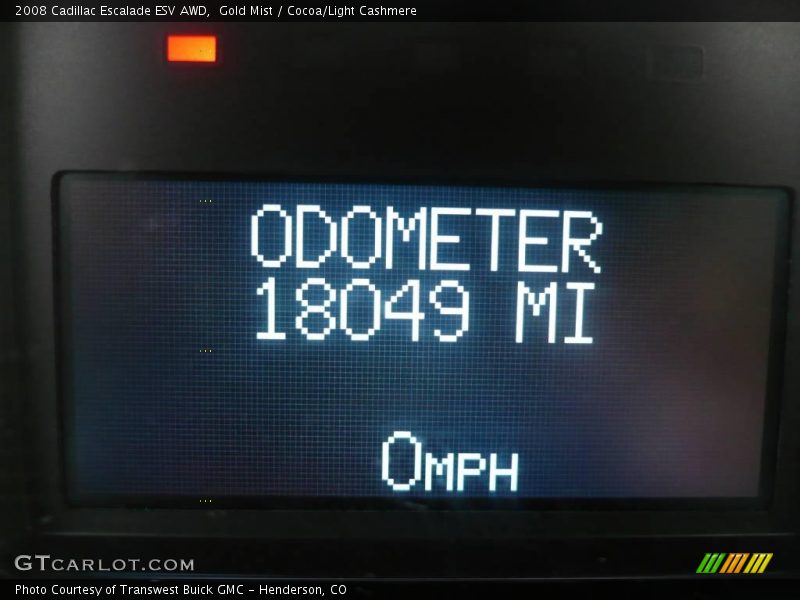 2008 Cadillac Escalade ESV AWD,  Gold Mist / Cocoa/Light Cashmere
ODOMETER
18049 MI
0MPH
GTCARLOT.COM
Photo Courtesy of Transwest Buick GMC - Henderson, CO